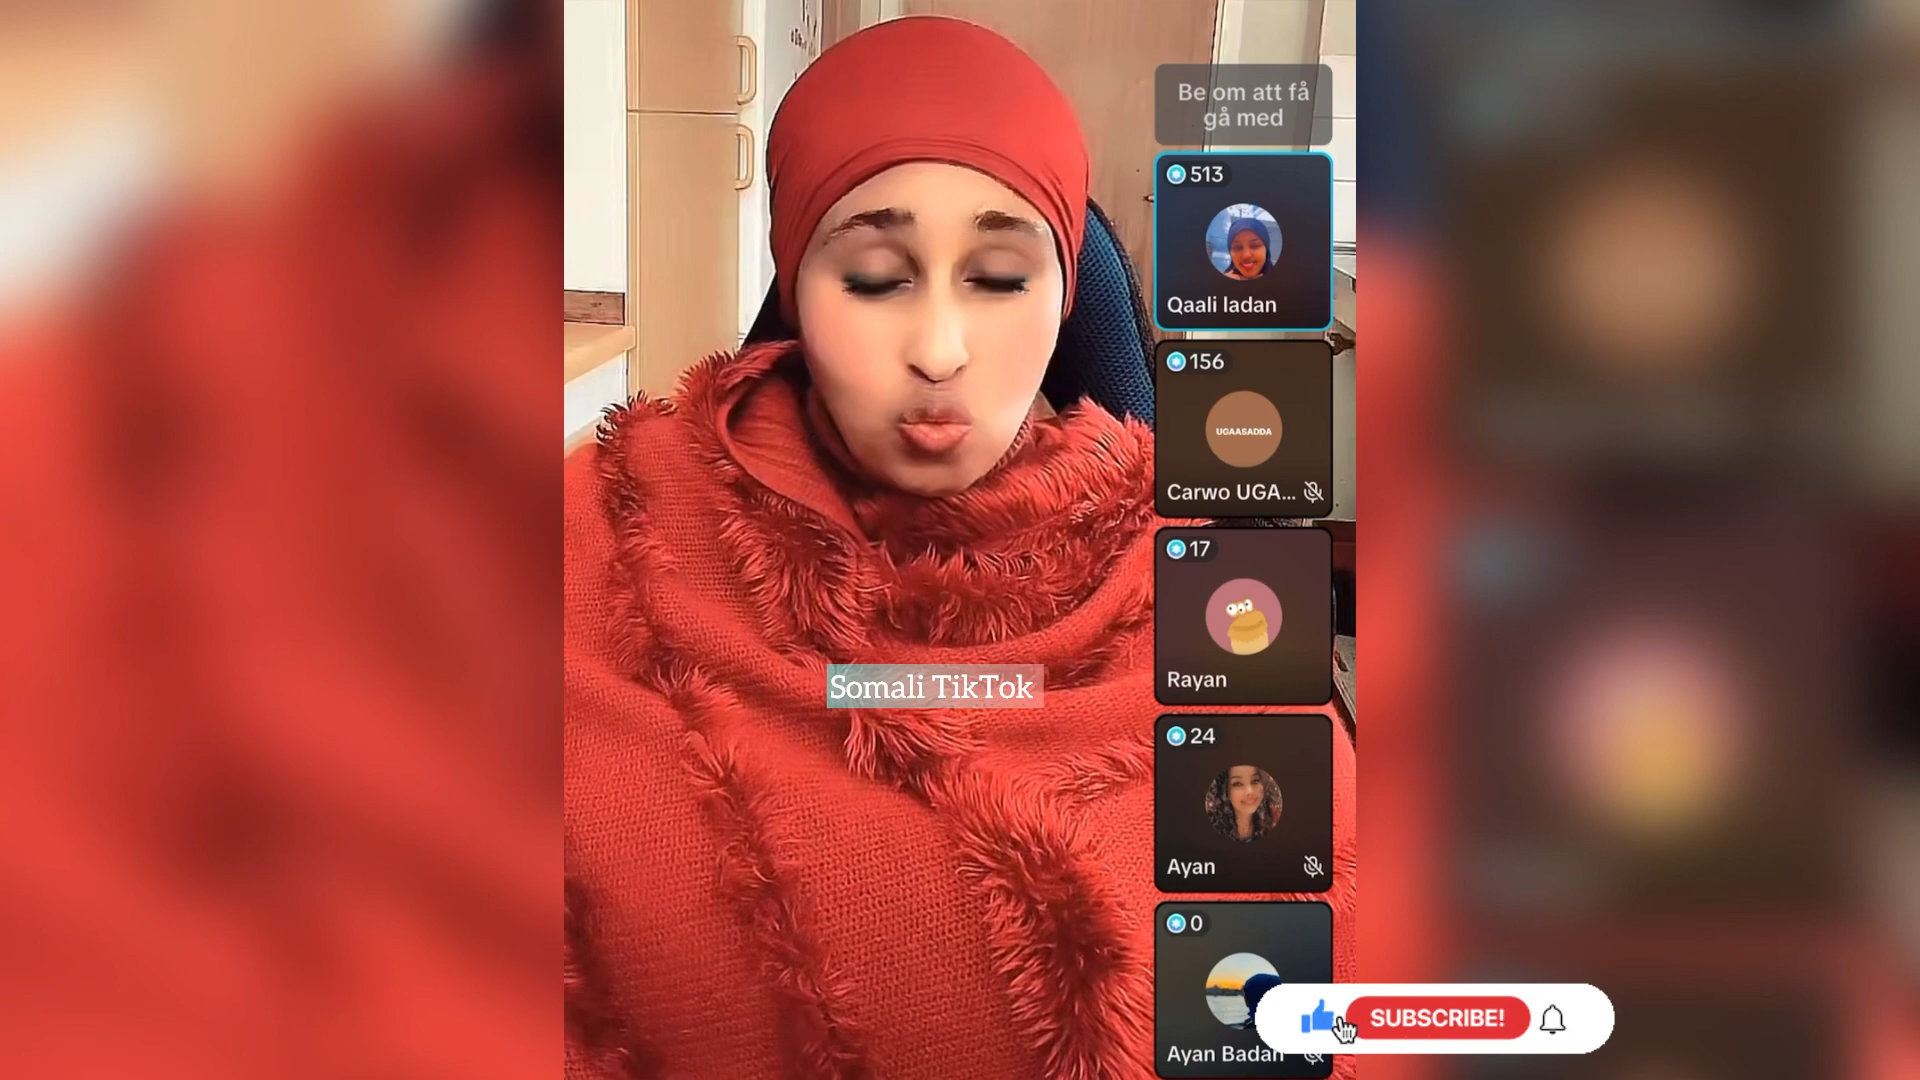 Be om att få
gå med
513
Qaali ladan
156
UGAASADDA
Carwo UGA...
17
Rayan
24
Ayan
0
Ayan Badan
Somali TikTok
SUBSCRIBE!